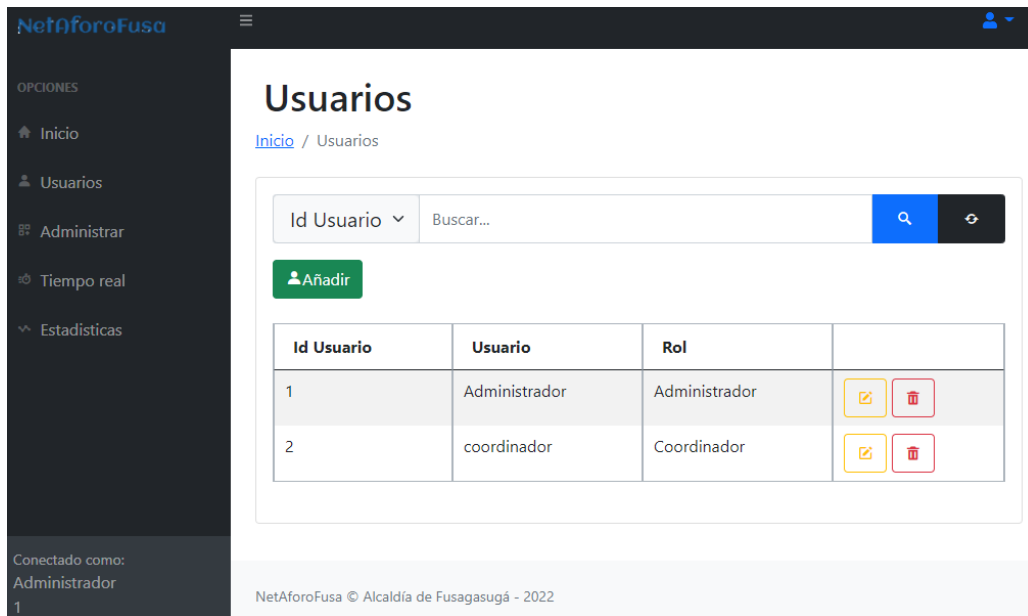 NetAforoFusa
OPCIONES
Inicio
Usuarios
Administrar
Tiempo real
Estadisticas
Conectado como:
Administrador
1
Usuarios
Inicio / Usuarios
Id Usuario Buscar...
Añadir
Id Usuario Usuario Rol
1 Administrador Administrador
2 coordinador Coordinador
NetAforoFusa © Alcaldía de Fusagasugá - 2022